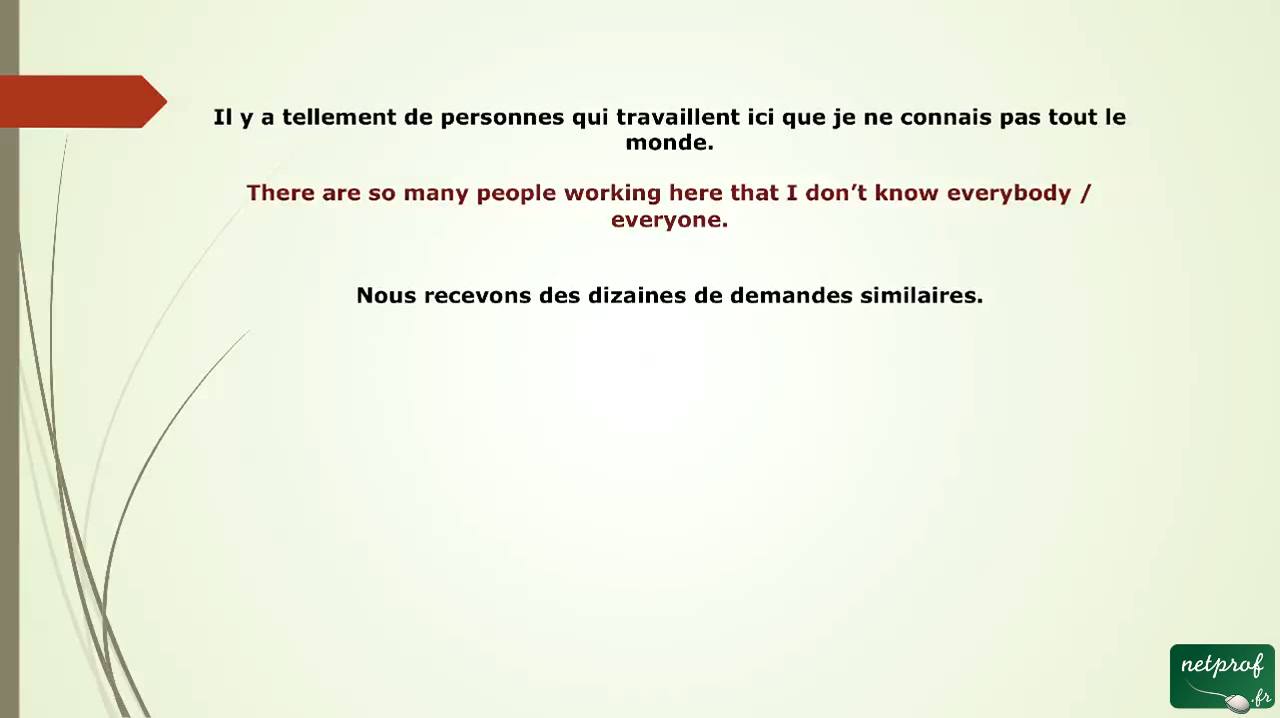 Il y a tellement de personnes qui travaillent ici que je ne connais pas tout le
monde.
There are so many people working here that I don’t know everybody /
everyone.
Nous recevons des dizaines de demandes similaires.
netprof
.fr